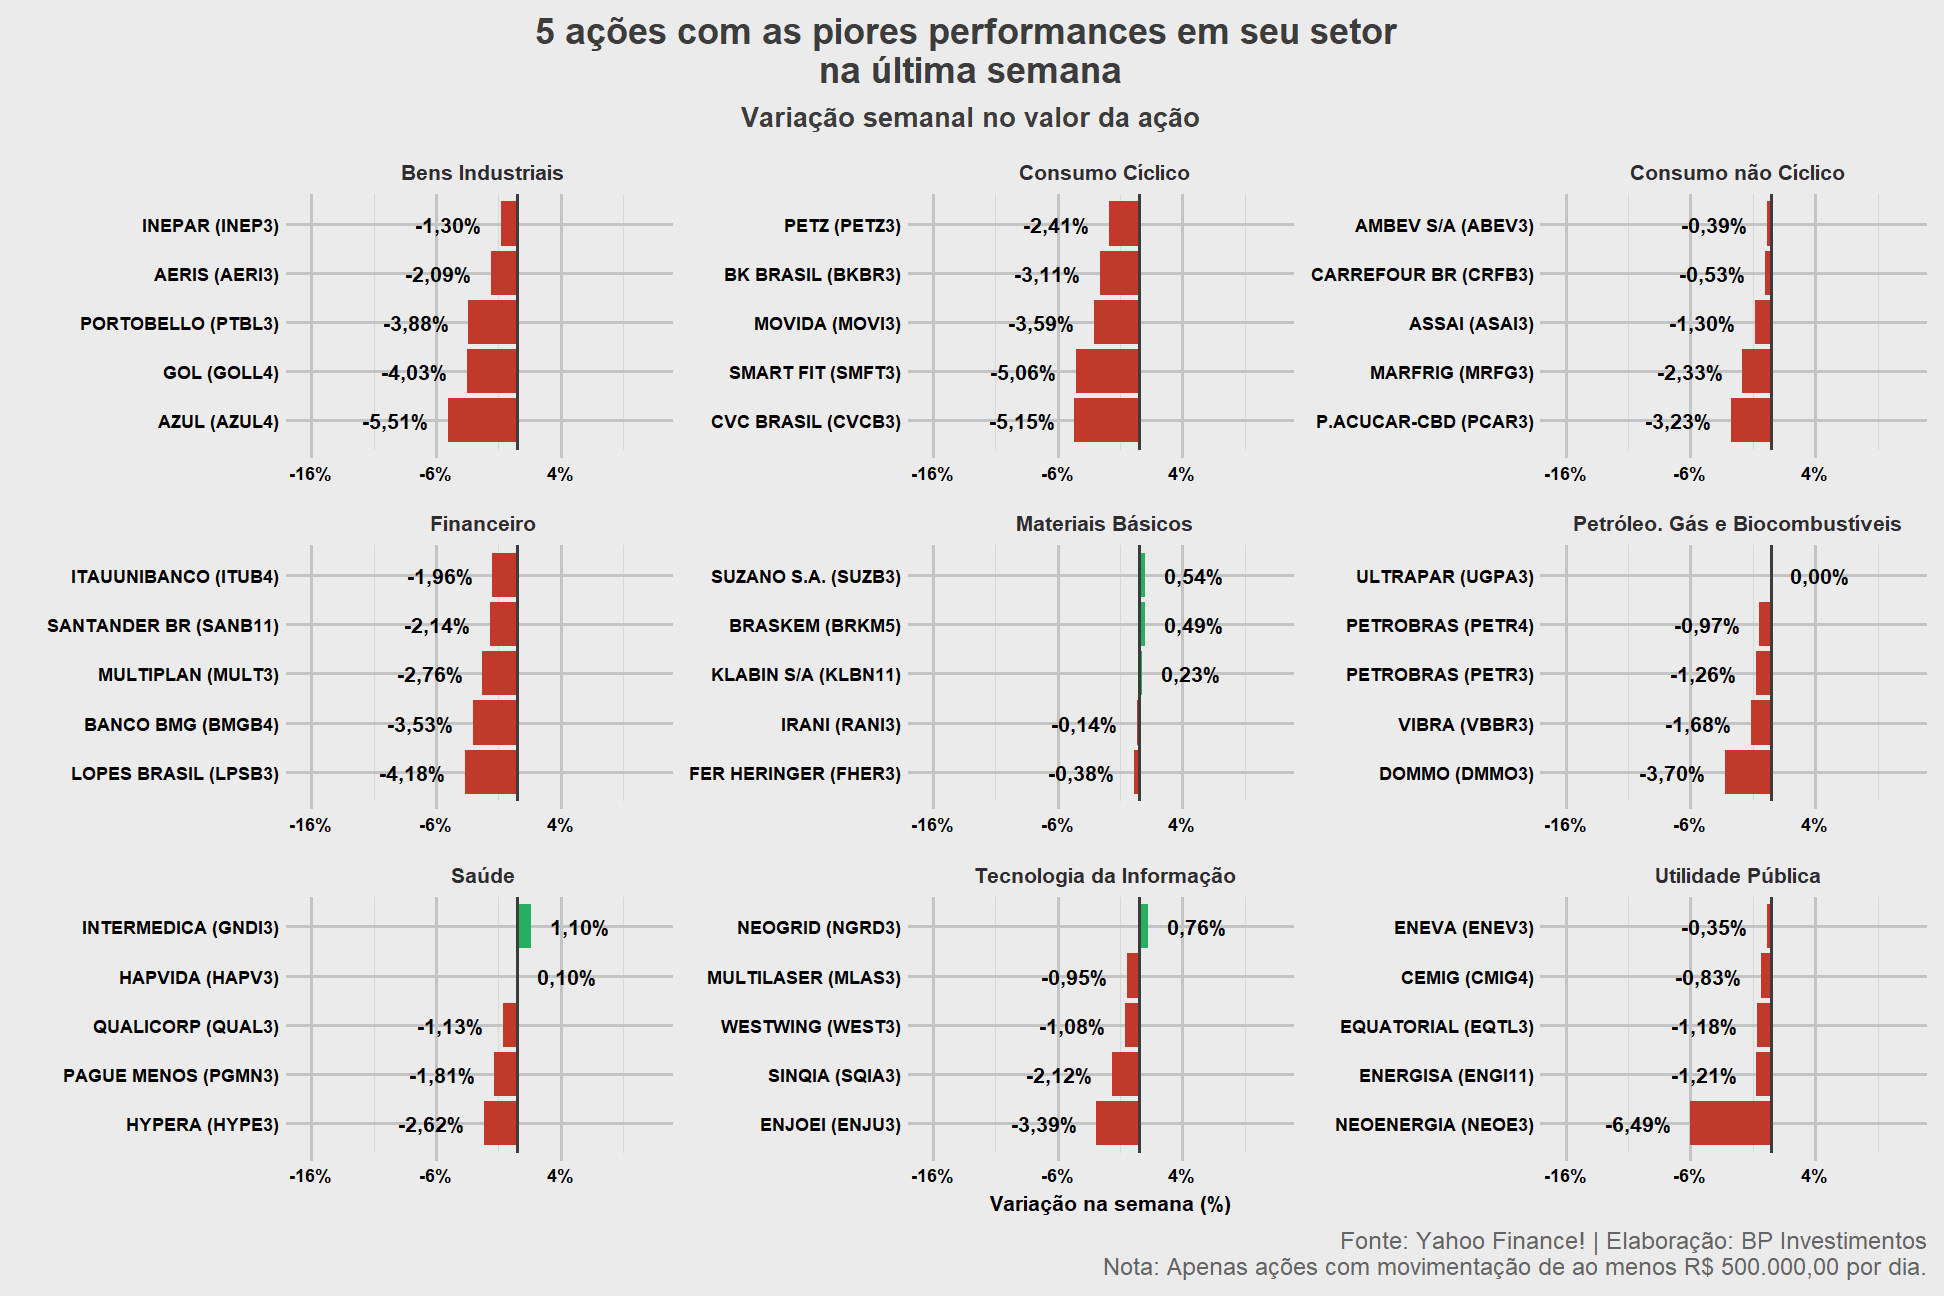 5 ações com as piores performances em seu setor
na última semana
Variação semanal no valor da ação
Bens Industriais
INEPAR (INEP3) -1,30%
AERIS (AERI3) -2,09%
PORTOBELLO (PTBL3) -3,88%
GOL (GOLL4) -4,03%
AZUL (AZUL4) -5,51%
-16% -6% 4%
Consumo Cíclico
PETZ (PETZ3) -2,41%
BK BRASIL (BKBR3) -3,11%
MOVIDA (MOVI3) -3,59%
SMART FIT (SMFT3) -5,06%
CVC BRASIL (CVCB3) -5,15%
-16% -6% 4%
Consumo não Cíclico
AMBEV S/A (ABEV3) -0,39%
CARREFOUR BR (CRFB3) -0,53%
ASSAI (ASAI3) -1,30%
MARFRIG (MRFG3) -2,33%
P.ACUCAR-CBD (PCAR3) -3,23%
-16% -6% 4%
Financeiro
ITAUUNIBANCO (ITUB4) -1,96%
SANTANDER BR (SANB11) -2,14%
MULTIPLAN (MULT3) -2,76%
BANCO BMG (BMGB4) -3,53%
LOPES BRASIL (LPSB3) -4,18%
-16% -6% 4%
Materiais Básicos
SUZANO S.A. (SUZB3) 0,54%
BRASKEM (BRKM5) 0,49%
KLABIN S/A (KLBN11) 0,23%
IRANI (RANI3) -0,14%
FER HERINGER (FHER3) -0,38%
-16% -6% 4%
Petróleo. Gás e Biocombustíveis
ULTRAPAR (UGPA3) 0,00%
PETROBRAS (PETR4) -0,97%
PETROBRAS (PETR3) -1,26%
VIBRA (VBBR3) -1,68%
DOMMO (DMMO3) -3,70%
-16% -6% 4%
Saúde
INTERMEDICA (GNDI3) 1,10%
HAPVIDA (HAPV3) 0,10%
QUALICORP (QUAL3) -1,13%
PAGUE MENOS (PGMN3) -1,81%
HYPERA (HYPE3) -2,62%
-16% -6% 4%
Tecnologia da Informação
NEOGRID (NGRD3) 0,76%
MULTILASER (MLAS3) -0,95%
WESTWING (WEST3) -1,08%
SINQIA (SQIA3) -2,12%
ENJOEI (ENJU3) -3,39%
-16% -6% 4%
Utilidade Pública
ENEVA (ENEV3) -0,35%
CEMIG (CMIG4) -0,83%
EQUATORIAL (EQTL3) -1,18%
ENERGISA (ENGI11) -1,21%
NEOENERGIA (NEOE3) -6,49%
-16% -6% 4%
Variação na semana (%)
Fonte: Yahoo Finance! | Elaboração: BP Investimentos
Nota: Apenas ações com movimentação de ao menos R$ 500.000,00 por dia.